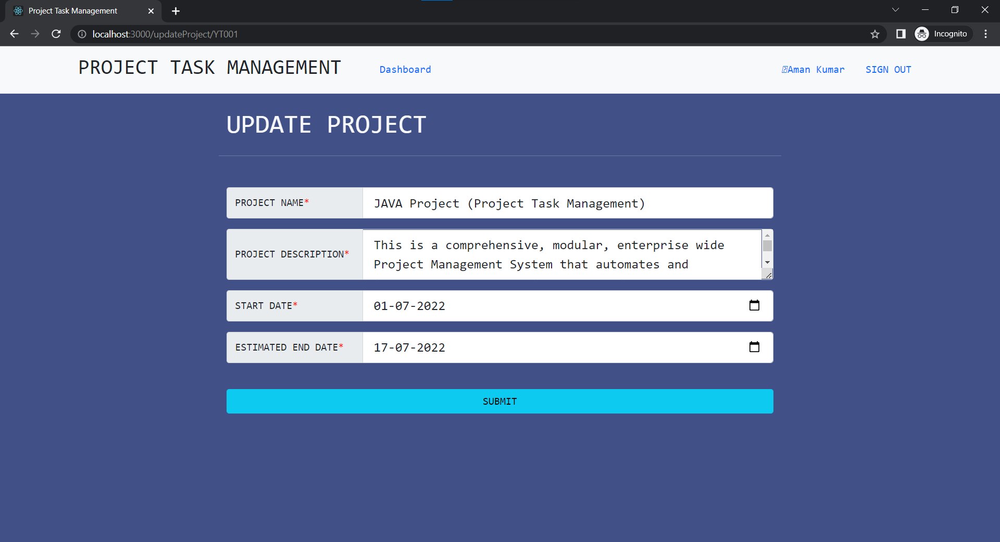 Project Task Management
localhost:3000/updateProject/YT001
Incognito
PROJECT TASK MANAGEMENT
Dashboard
Aman Kumar
SIGN OUT
UPDATE PROJECT
PROJECT NAME*
JAVA Project (Project Task Management)
PROJECT DESCRIPTION*
This is a comprehensive, modular, enterprise wide
Project Management System that automates and
START DATE*
01-07-2022
ESTIMATED END DATE*
17-07-2022
SUBMIT